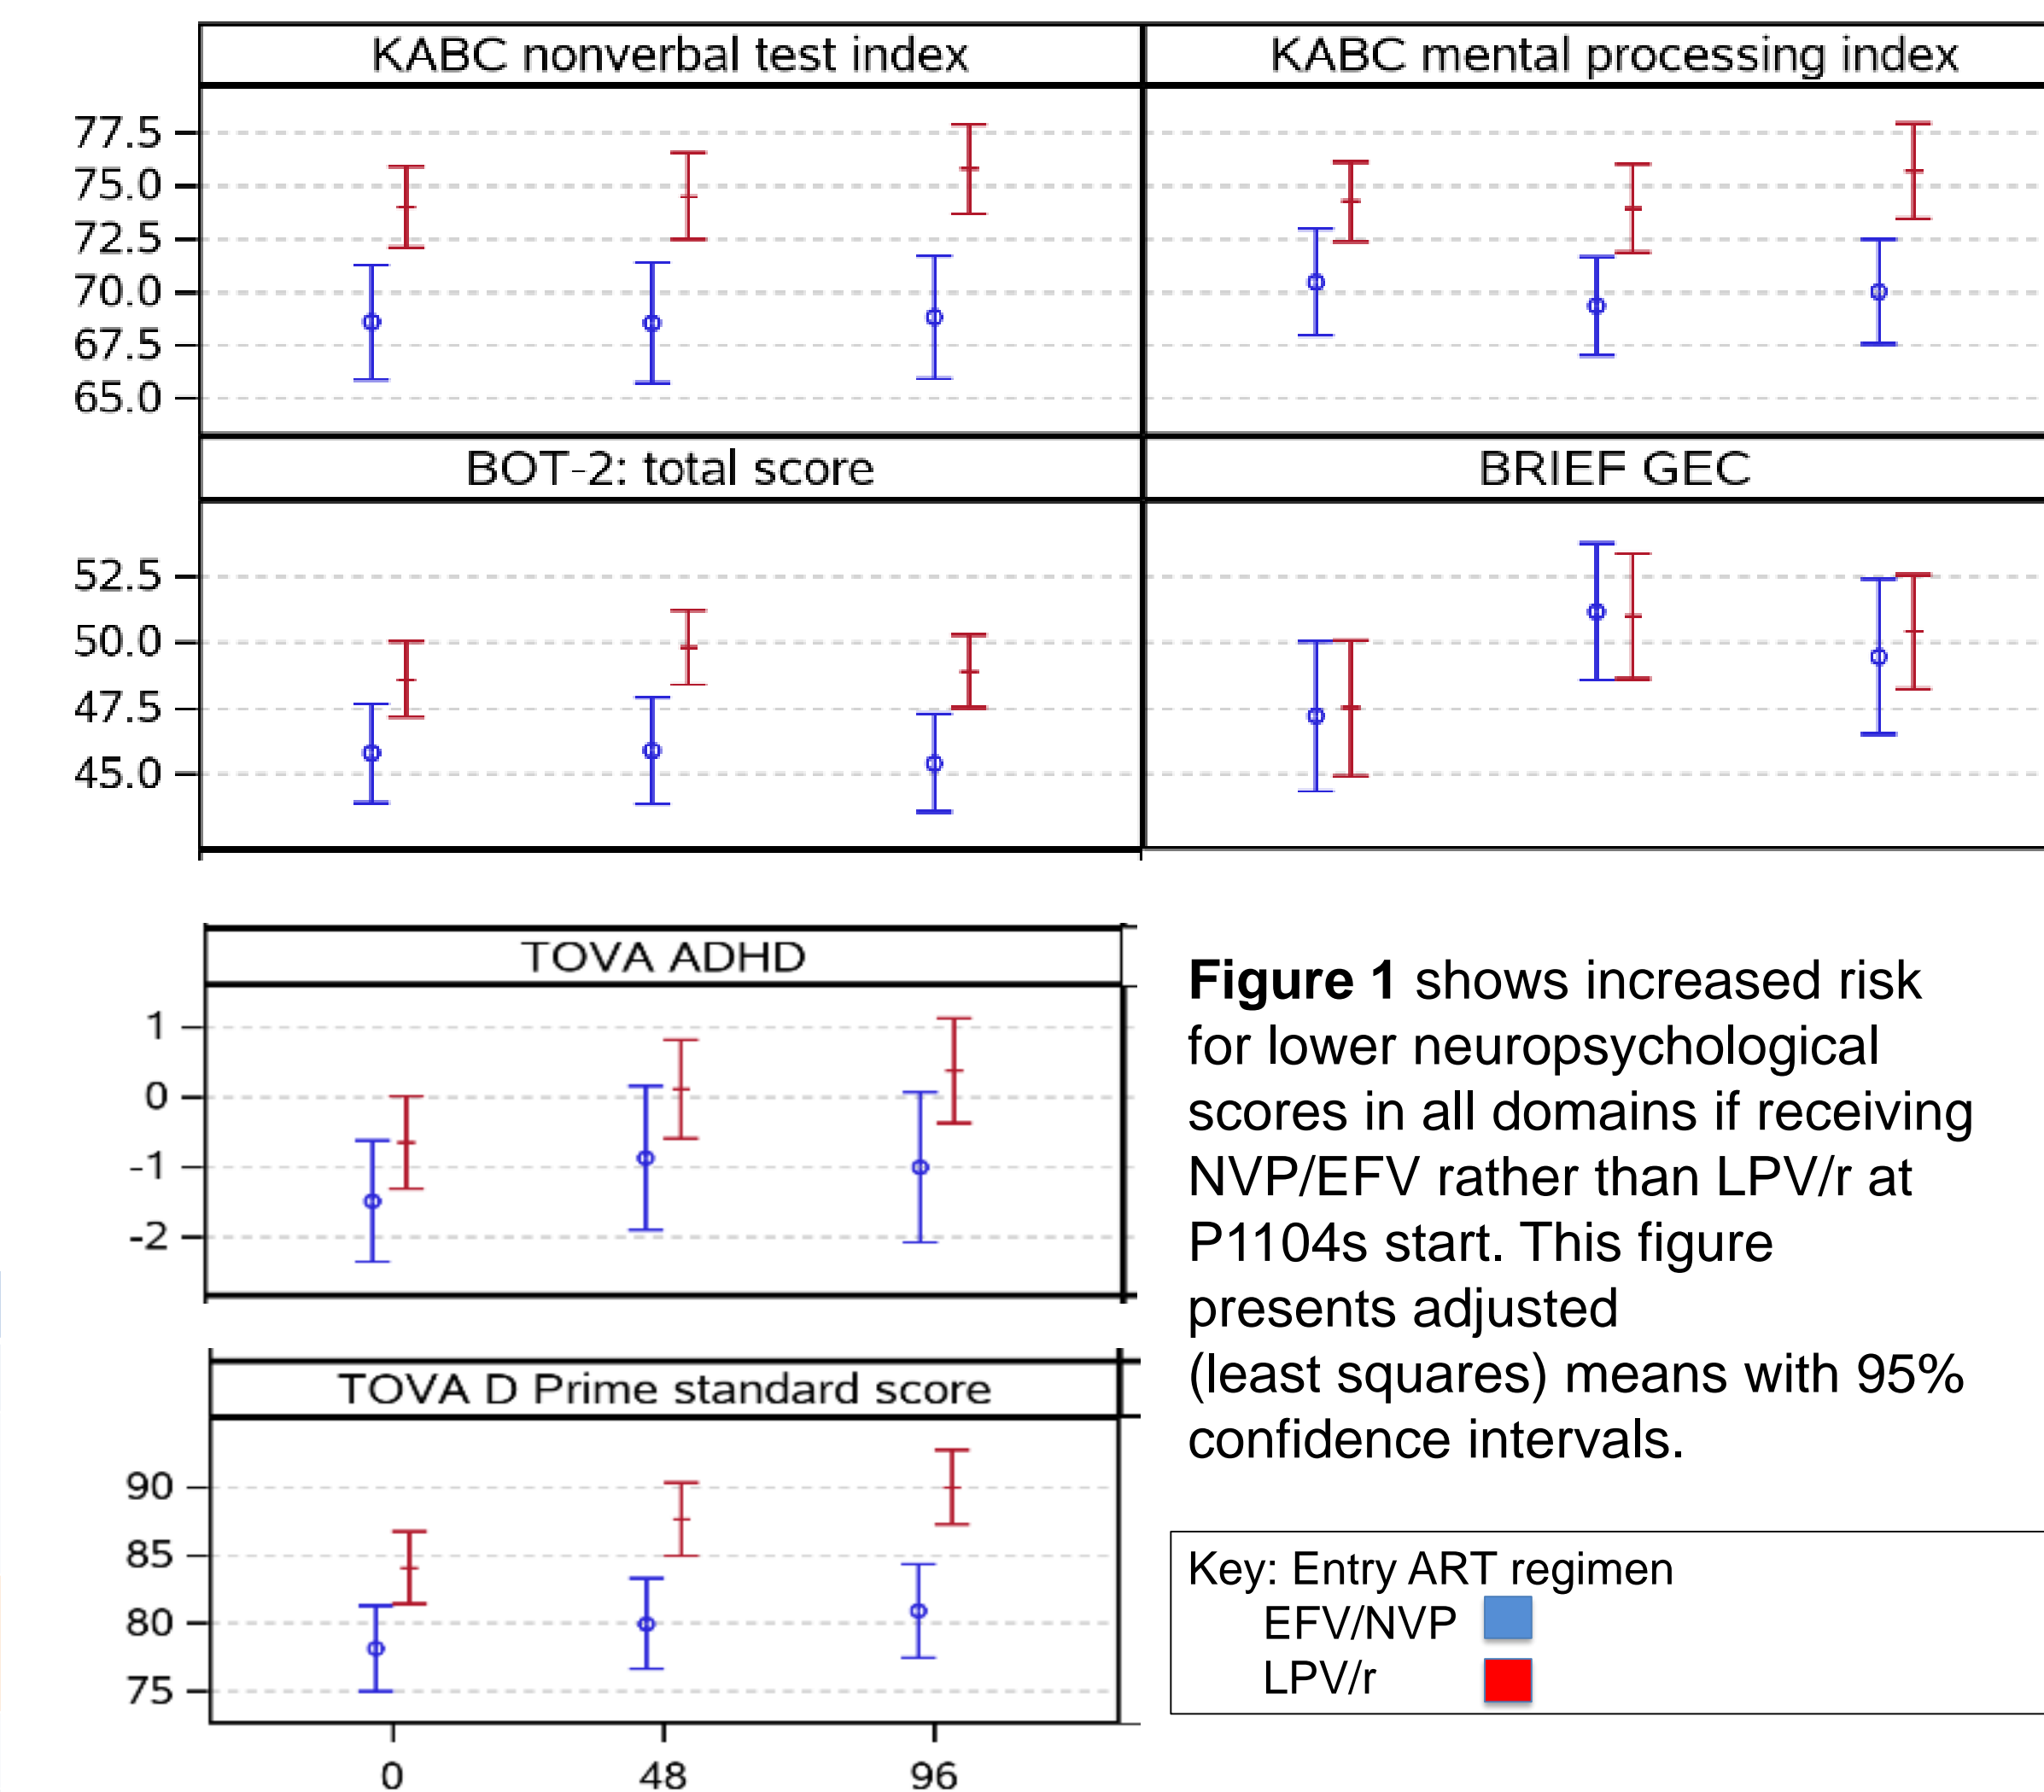 KABC nonverbal test index
KABC mental processing index
77.5
75.0
72.5
70.0
67.5
65.0
BOT-2: total score
BRIEF GEC
52.5
50.0
47.5
45.0
TOVA ADHD
1
0
-1
-2
TOVA D Prime standard score
90
85
80
75
0 48 96
Figure 1 shows increased risk
for lower neuropsychological
scores in all domains if receiving
NVP/EFV rather than LPV/r at
P1104s start. This figure
presents adjusted
(least squares) means with 95%
confidence intervals.
Key: Entry ART regimen
EFV/NVP
LPV/r